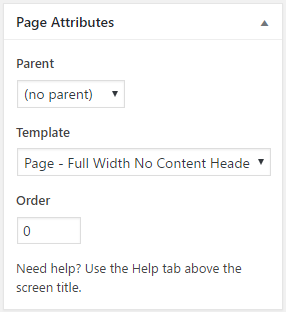 Page Attributes
Parent
(no parent)
Template
Page - Full Width No Content Heade
Order
0
Need help? Use the Help tab above the
screen title.